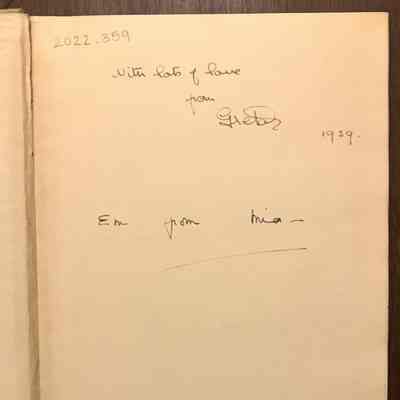 2022.359
With lots of love
from
1939.
Em from Mia